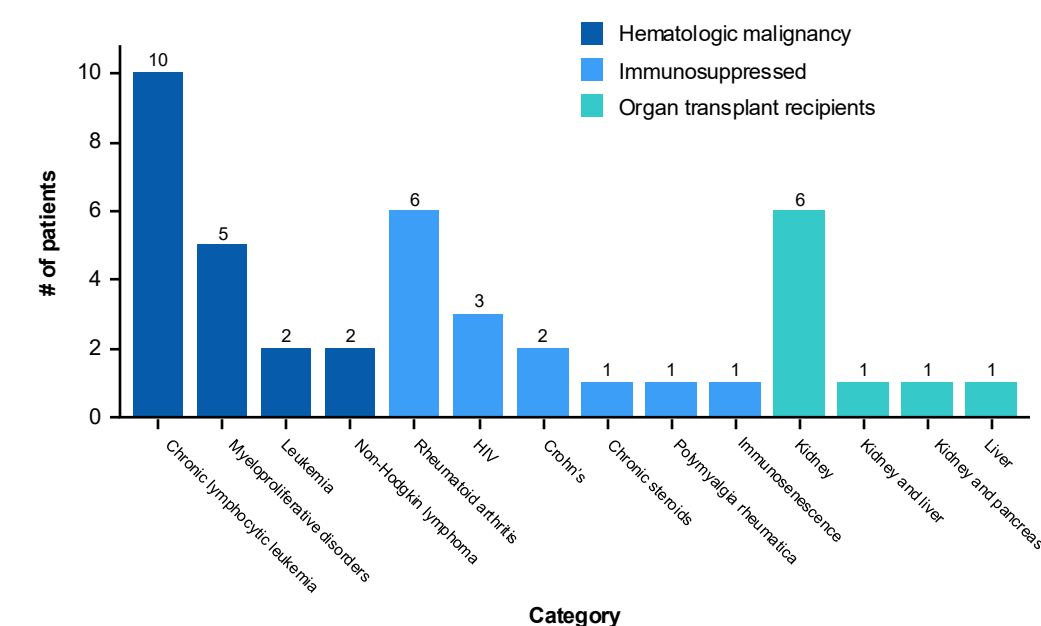 Hematologic malignancy
Immunosuppressed
Organ transplant recipients
# of patients
10
8
6
4
2
0
10
5
2
2
6
3
2
1
1
1
6
1
1
1
Chronic lymphocytic leukemia
Myeloproliferative disorders
Leukemia
Non-Hodgkin lymphoma
Rheumatoid arthritis
HIV
Crohn's
Chronic steroids
Polymyalgia rheumatica
Immunosenescence
Kidney
Kidney and liver
Kidney and pancreas
Liver
Category